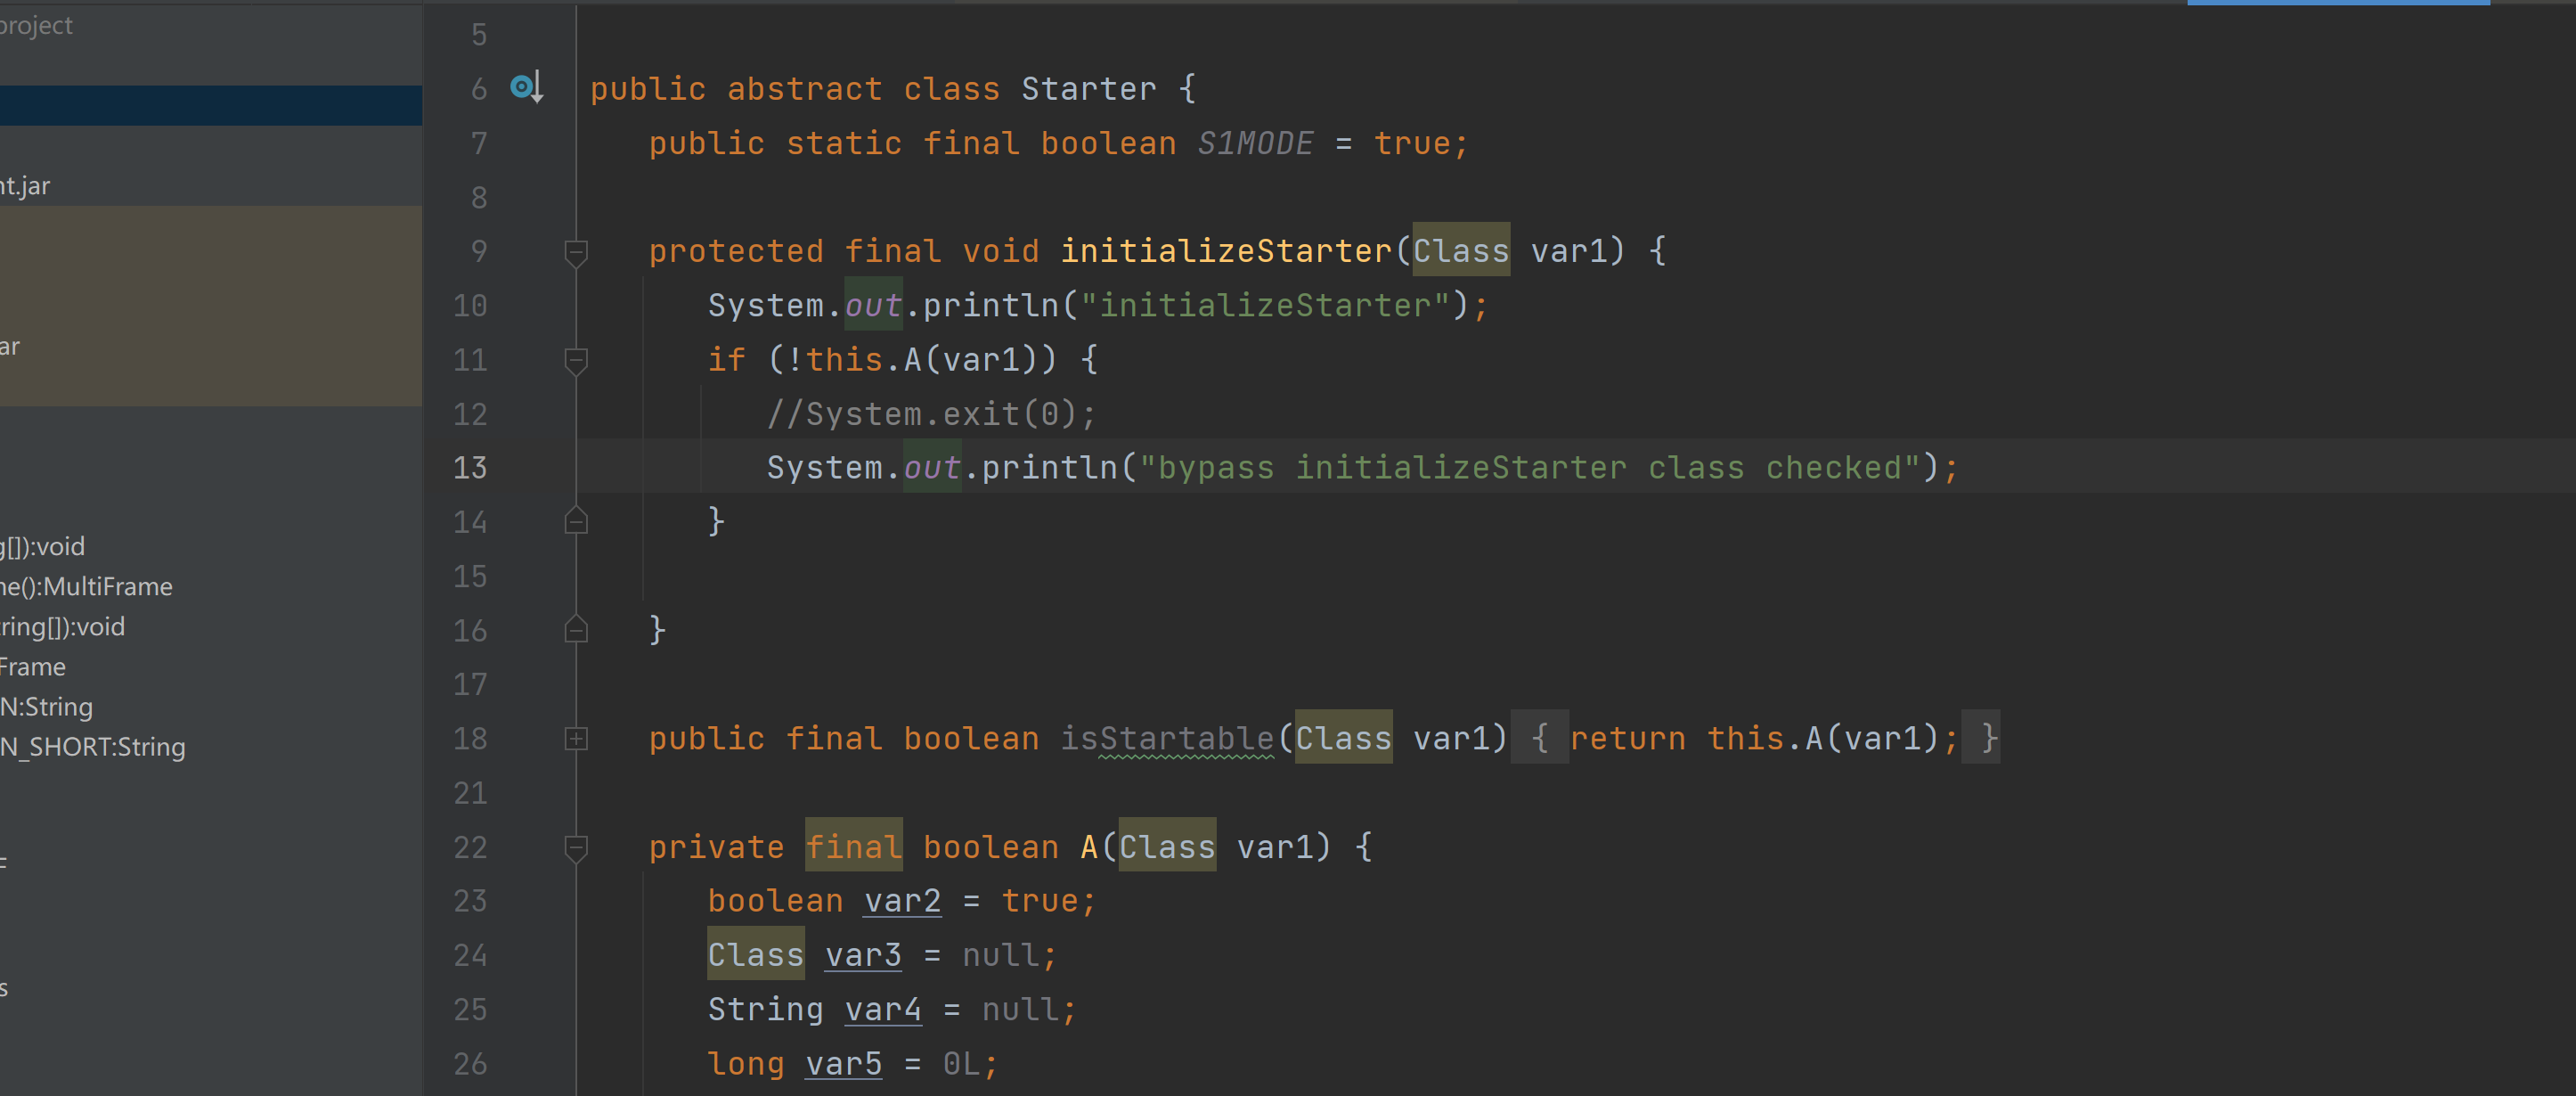 project
nt.jar
ar
g[]):void
ne():MultiFrame
ring[]):void
Frame
N:String
N_SHORT:String
F
s
5
6 public abstract class Starter {
7 public static final boolean S1MODE = true;
8
9 protected final void initializeStarter(Class var1) {
10 System.out.println("initializeStarter");
11 if (!this.A(var1)) {
12 //System.exit(0);
13 System.out.println("bypass initializeStarter class checked");
14 }
15
16 }
17
18 public final boolean isStartable(Class var1) { return this.A(var1); }
21
22 private final boolean A(Class var1) {
23 boolean var2 = true;
24 Class var3 = null;
25 String var4 = null;
26 long var5 = 0L;